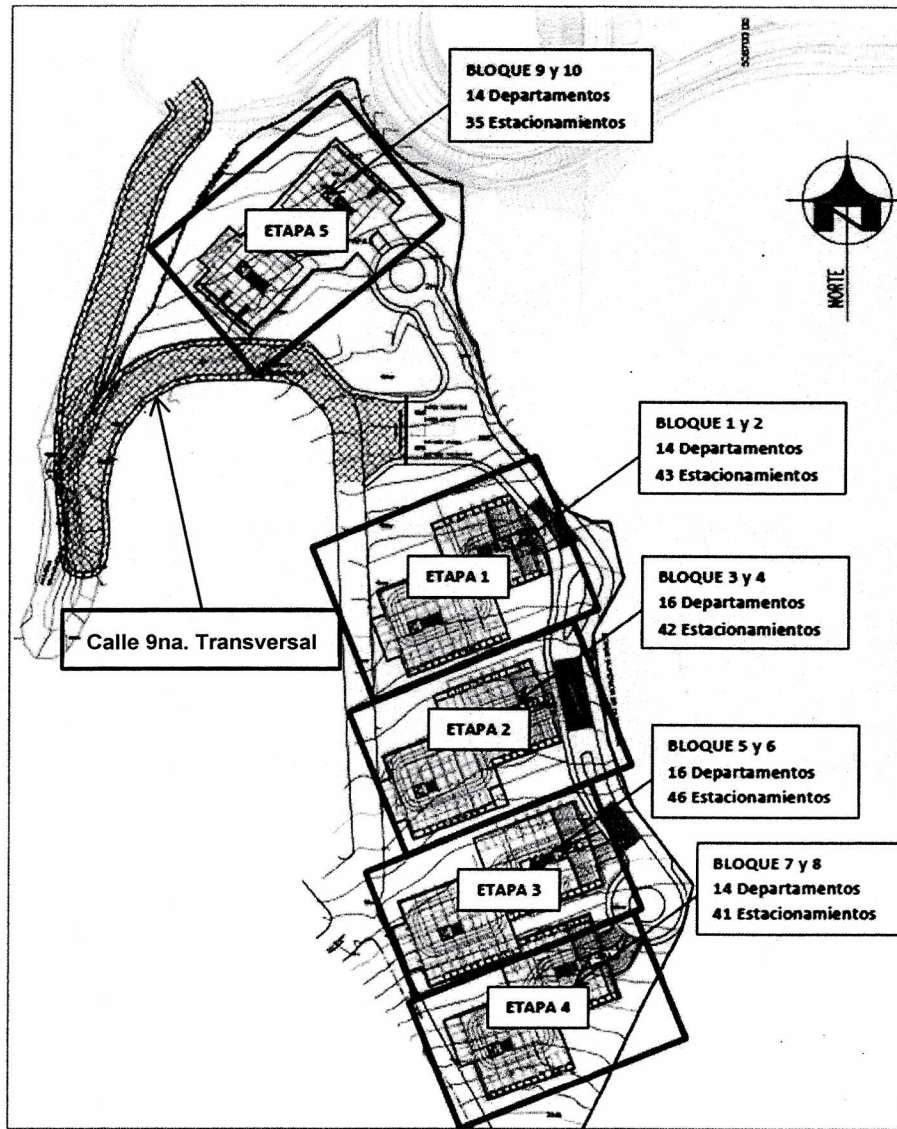 BLOQUE 9 y 10
14 Departamentos
35 Estacionamientos
ETAPA 5
NORTE
BLOQUE 1 y 2
14 Departamentos
43 Estacionamientos
ETAPA 1
BLOQUE 3 y 4
16 Departamentos
42 Estacionamientos
Calle 9na. Transversal
ETAPA 2
BLOQUE 5 y 6
16 Departamentos
46 Estacionamientos
BLOQUE 7 y 8
14 Departamentos
41 Estacionamientos
ETAPA 3
ETAPA 4